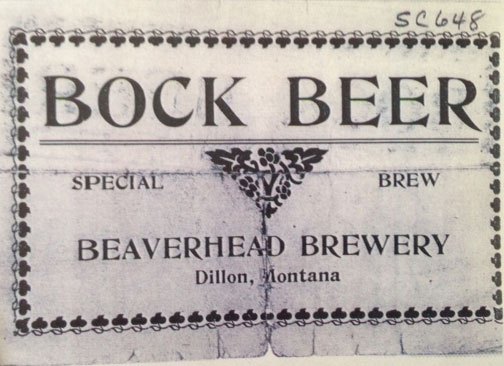 SC648
BOCK BEER
SPECIAL BREW
BEAVERHEAD BREWERY
Dillon, Montana